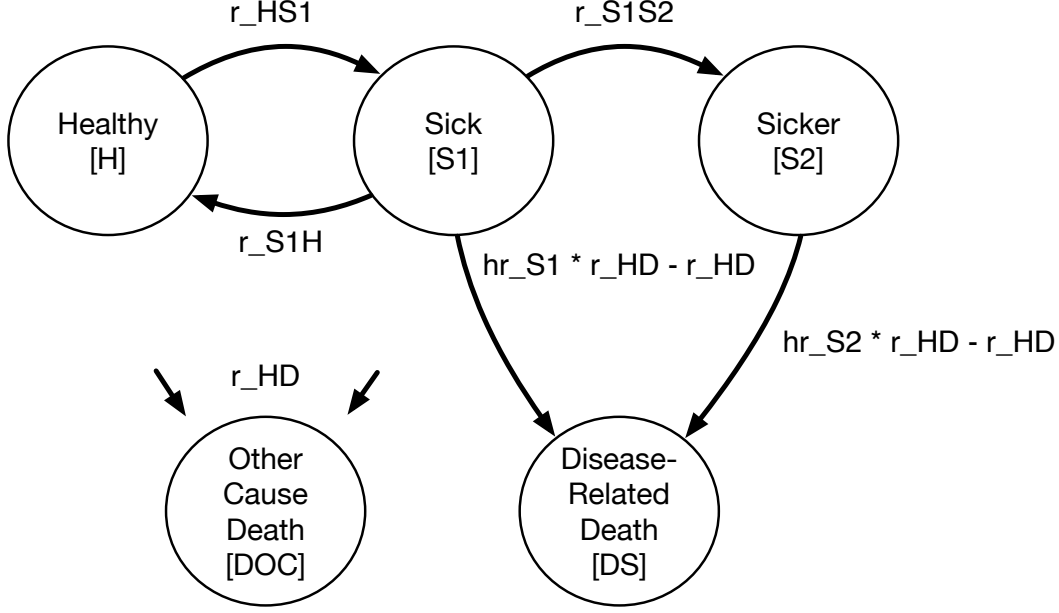 r_HS1
r_S1S2
Healthy
[H]
Sick
[S1]
Sicker
[S2]
r_S1H
hr_S1 * r_HD - r_HD
hr_S2 * r_HD - r_HD
r_HD
Other
Cause
Death
[DOC]
Disease-
Related
Death
[DS]